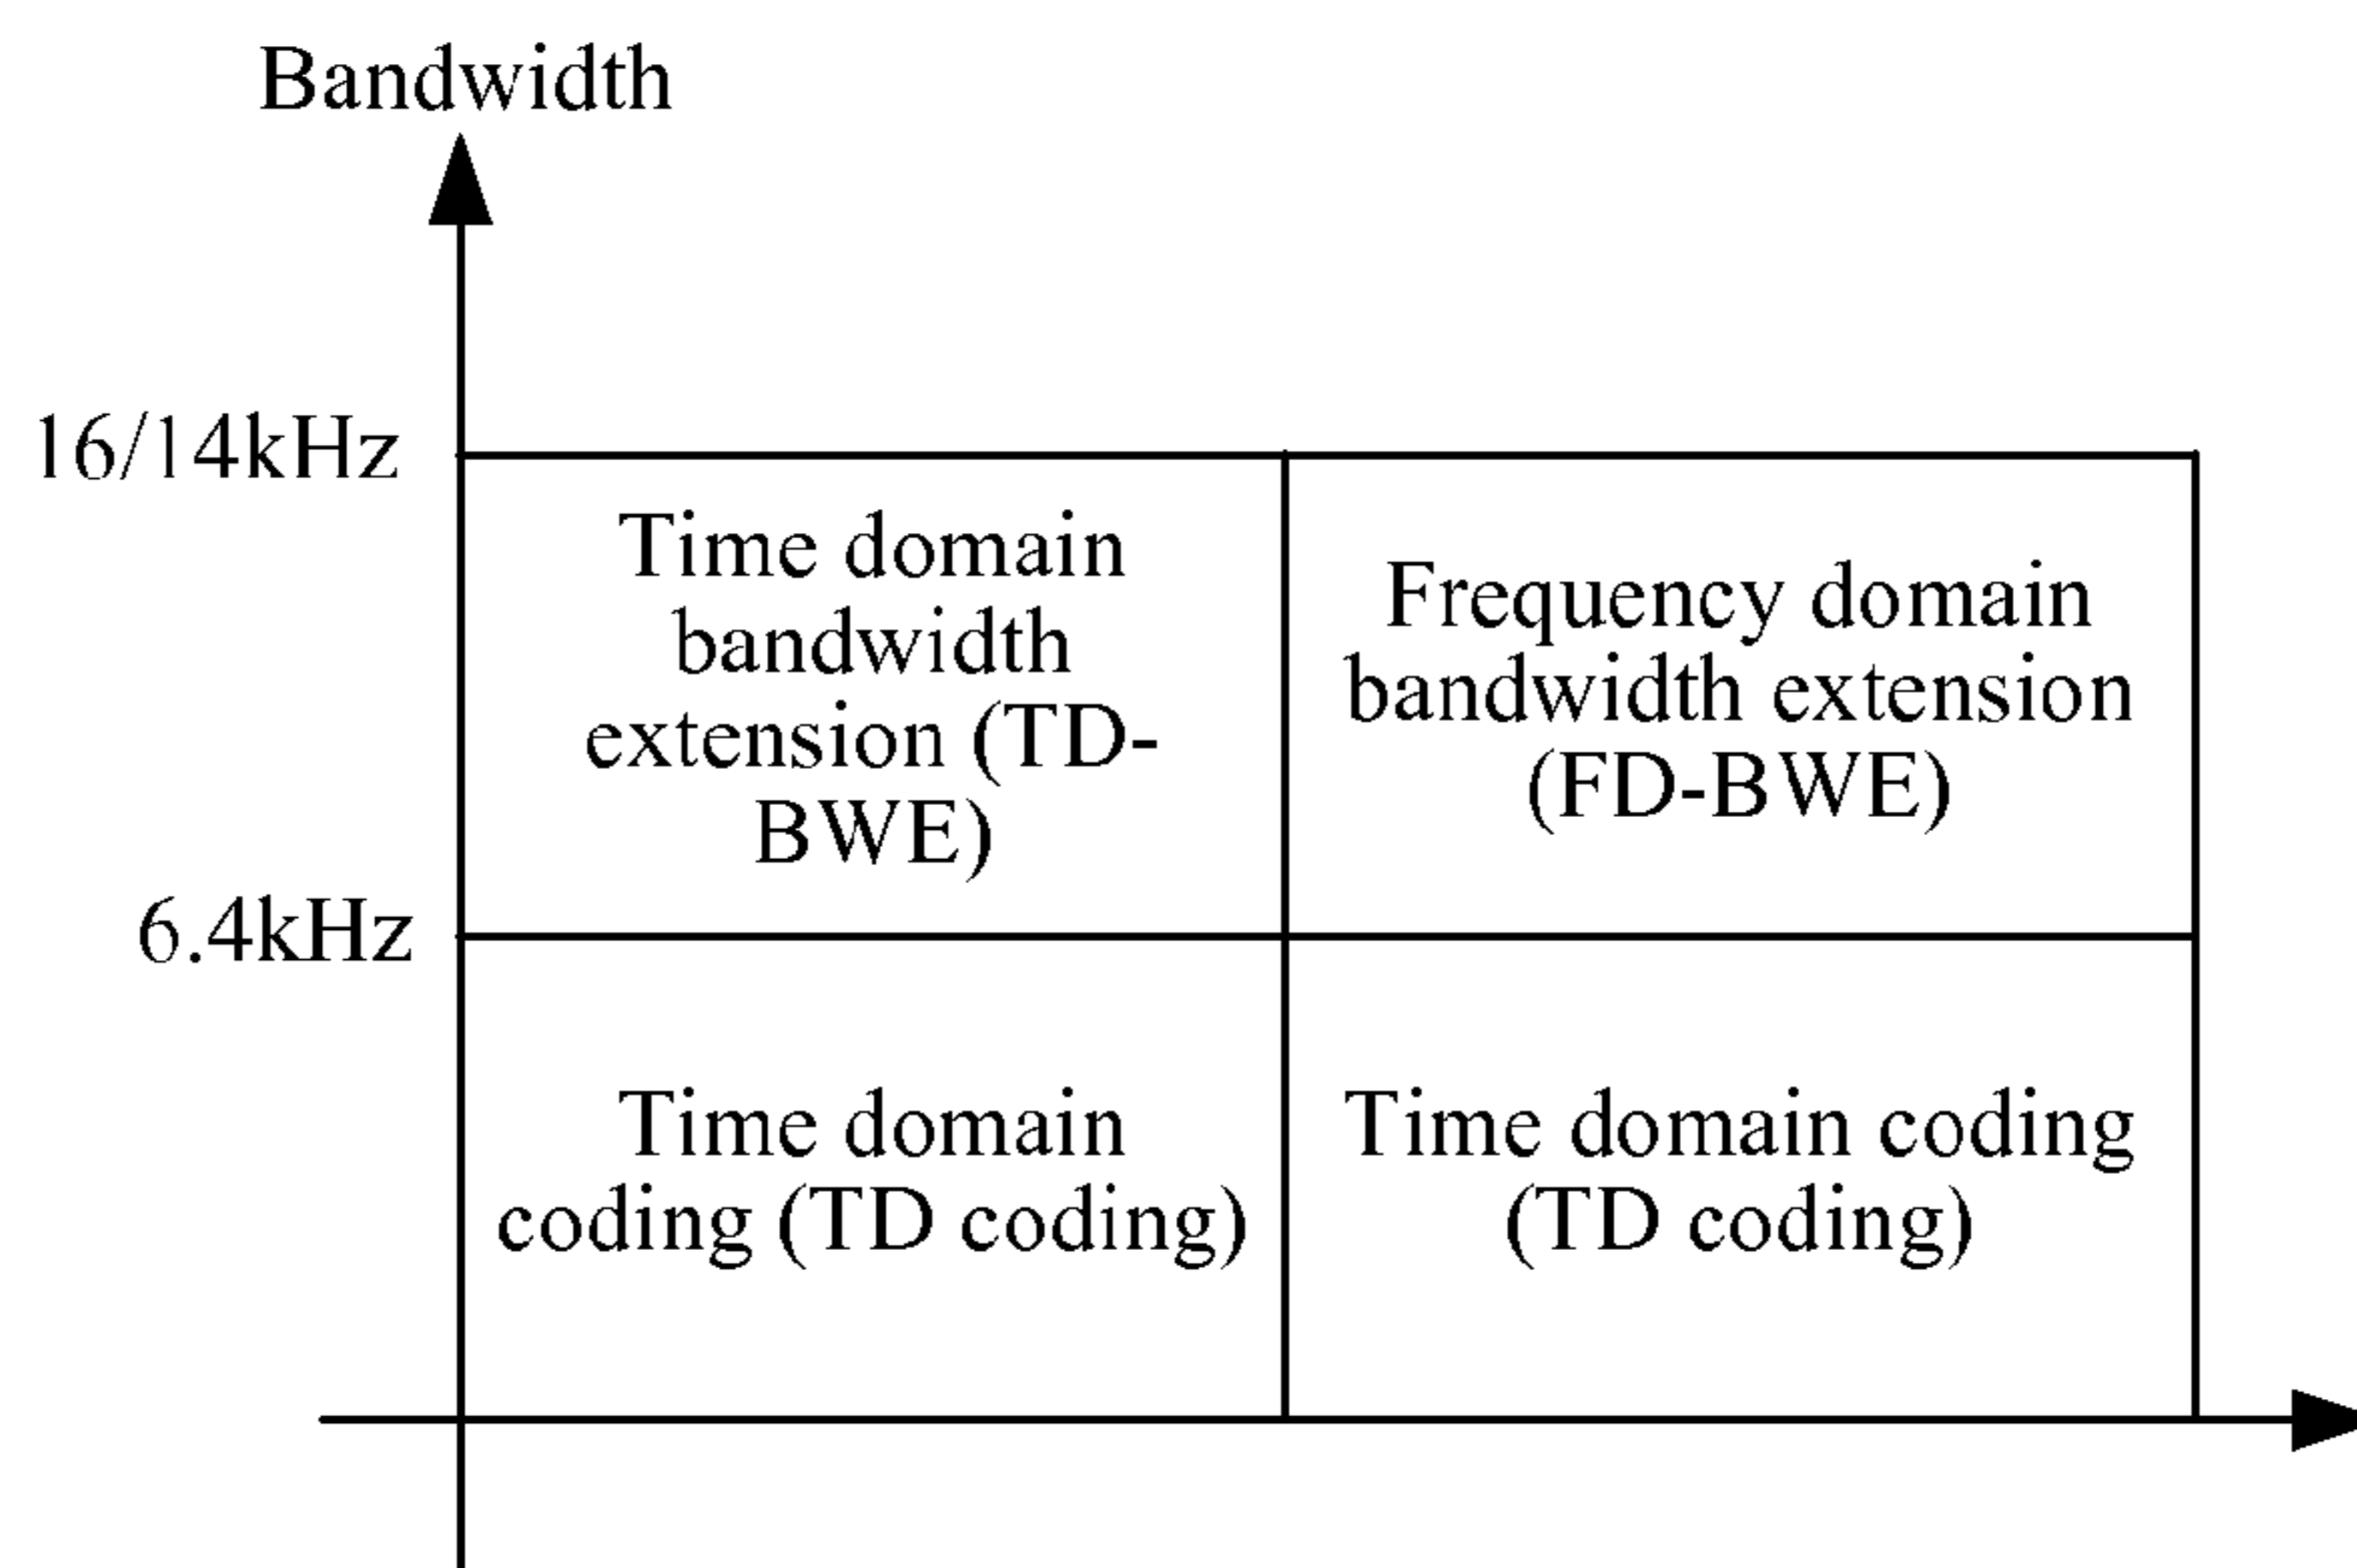 Bandwidth
16/14kHz
Time domain
bandwidth
extension (TD-
BWE)
Frequency domain
bandwidth extension
(FD-BWE)
6.4kHz
Time domain
coding (TD coding)
Time domain coding
(TD coding)